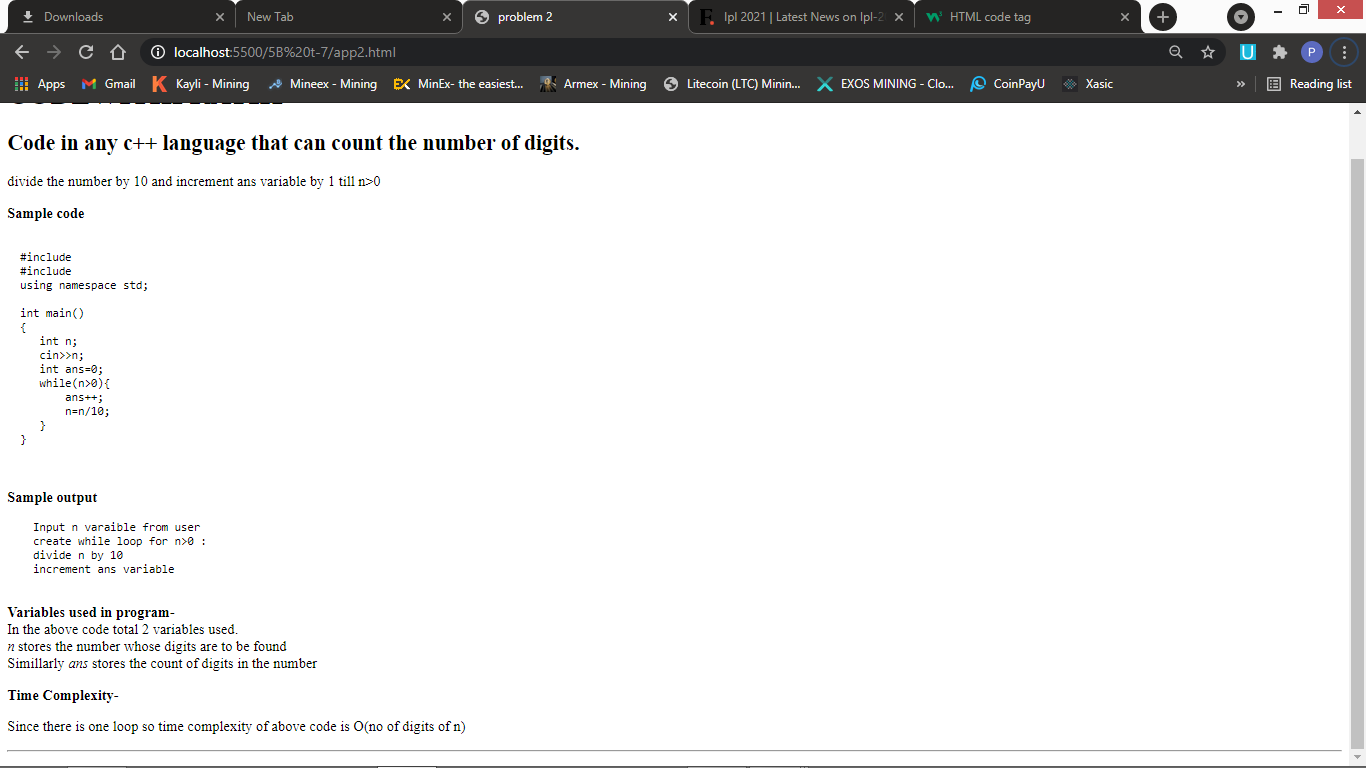 Downloads
New Tab
problem 2
Ipl 2021 | Latest News on Ipl-2
HTML code tag
localhost:5500/5B%20t-7/app2.html
P
Apps
Gmail
Kayli - Mining
Mineex - Mining
MinEx- the easiest...
Armex - Mining
Litecoin (LTC) Minin...
EXOS MINING - Clo...
CoinPayU
Xasic
»
Reading list
Code in any c++ language that can count the number of digits.
divide the number by 10 and increment ans variable by 1 till n>0
Sample code
#include
#include
using namespace std;
int main()
{
int n;
cin>>n;
int ans=0;
while(n>0){
ans++;
n=n/10;
}
}
Sample output
Input n varaible from user
create while loop for n>0 :
divide n by 10
increment ans variable
Variables used in program-
In the above code total 2 variables used.
n stores the number whose digits are to be found
Simillarly ans stores the count of digits in the number
Time Complexity-
Since there is one loop so time complexity of above code is O(no of digits of n)